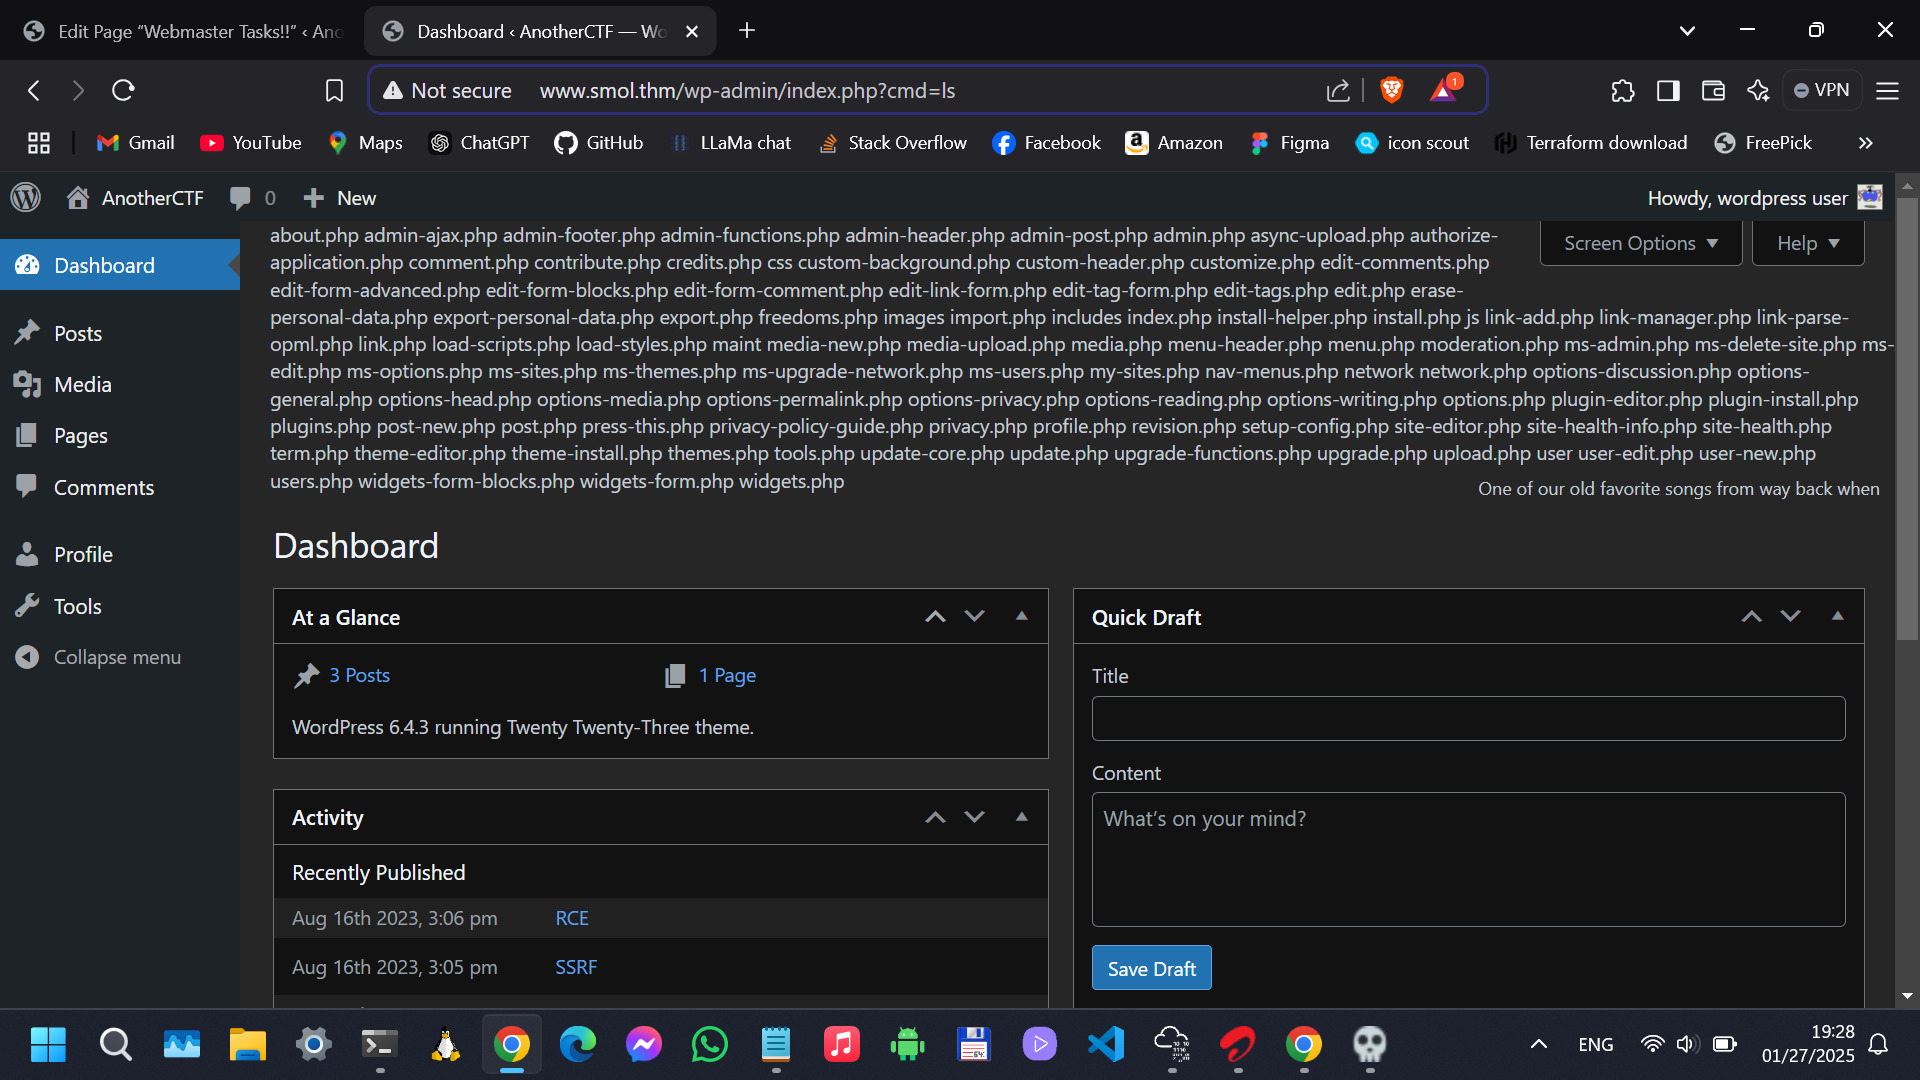 Edit Page “Webmaster Tasks!!” ‹ Ano
Dashboard ‹ AnotherCTF — Wo
Not secure
www.smol.thm/wp-admin/index.php?cmd=ls
1
VPN
Gmail
YouTube
Maps
ChatGPT
GitHub
LLaMa chat
Stack Overflow
Facebook
Amazon
Figma
icon scout
Terraform download
FreePick
AnotherCTF
0
New
Howdy, wordpress user
Dashboard
Posts
Media
Pages
Comments
Profile
Tools
Collapse menu
about.php admin-ajax.php admin-footer.php admin-functions.php admin-header.php admin-post.php admin.php async-upload.php authorize-
application.php comment.php contribute.php credits.php css custom-background.php custom-header.php customize.php edit-comments.php
edit-form-advanced.php edit-form-blocks.php edit-form-comment.php edit-link-form.php edit-tag-form.php edit-tags.php edit.php erase-
personal-data.php export-personal-data.php export.php freedoms.php images import.php includes index.php install-helper.php install.php js link-add.php link-manager.php link-parse-
opml.php link.php load-scripts.php load-styles.php maint media-new.php media-upload.php media.php menu-header.php menu.php moderation.php ms-admin.php ms-delete-site.php ms-
edit.php ms-options.php ms-sites.php ms-themes.php ms-upgrade-network.php ms-users.php my-sites.php nav-menus.php network network.php options-discussion.php options-
general.php options-head.php options-media.php options-permalink.php options-privacy.php options-reading.php options-writing.php options.php plugin-editor.php plugin-install.php
plugins.php post-new.php post.php press-this.php privacy-policy-guide.php privacy.php profile.php revision.php setup-config.php site-editor.php site-health-info.php site-health.php
term.php theme-editor.php theme-install.php themes.php tools.php update-core.php update.php upgrade-functions.php upgrade.php upload.php user user-edit.php user-new.php
users.php widgets-form-blocks.php widgets-form.php widgets.php
Screen Options
Help
One of our old favorite songs from way back when
Dashboard
At a Glance
3 Posts
1 Page
WordPress 6.4.3 running Twenty Twenty-Three theme.
Activity
Recently Published
Aug 16th 2023, 3:06 pm
RCE
Aug 16th 2023, 3:05 pm
SSRF
Quick Draft
Title
Content
What’s on your mind?
Save Draft
ENG
19:28
01/27/2025